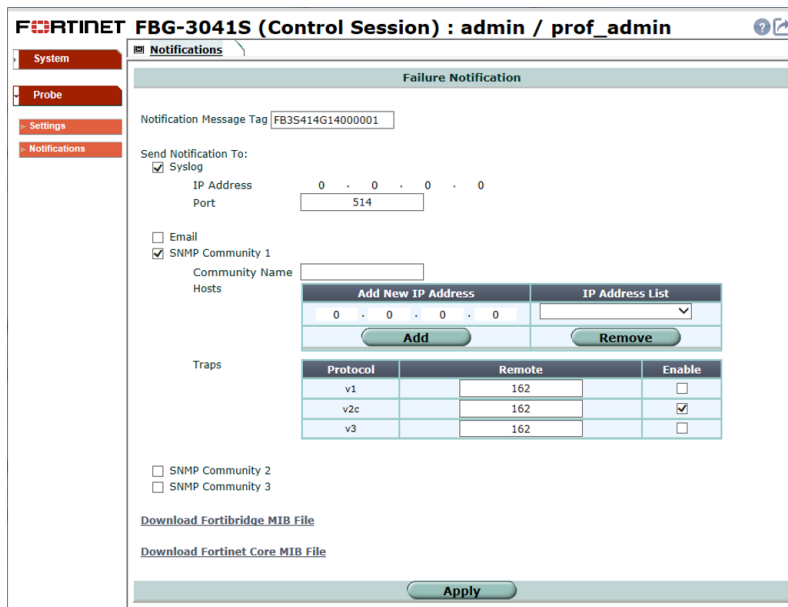 FORTINET FBG-3041S (Control Session) : admin / prof_admin
System
Probe
Settings
Notifications
Notifications
Failure Notification
Notification Message Tag FB3S414G14000001
Send Notification To:
Syslog
IP Address 0 . 0 . 0 . 0
Port 514
Email
SNMP Community 1
Community Name
Hosts
Add New IP Address IP Address List
0 . 0 . 0 . 0
Add Remove
Traps
Protocol Remote Enable
v1 162
v2c 162
v3 162
SNMP Community 2
SNMP Community 3
Download Fortibridge MIB File
Download Fortinet Core MIB File
Apply